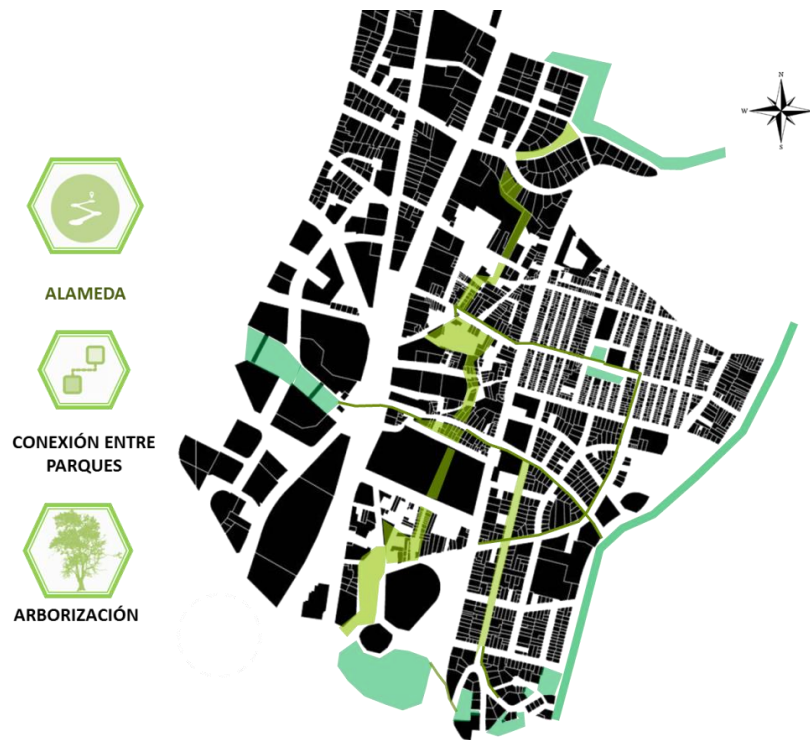 N
W
S
ALAMEDA
CONEXIÓN ENTRE
PARQUES
ARBORIZACIÓN